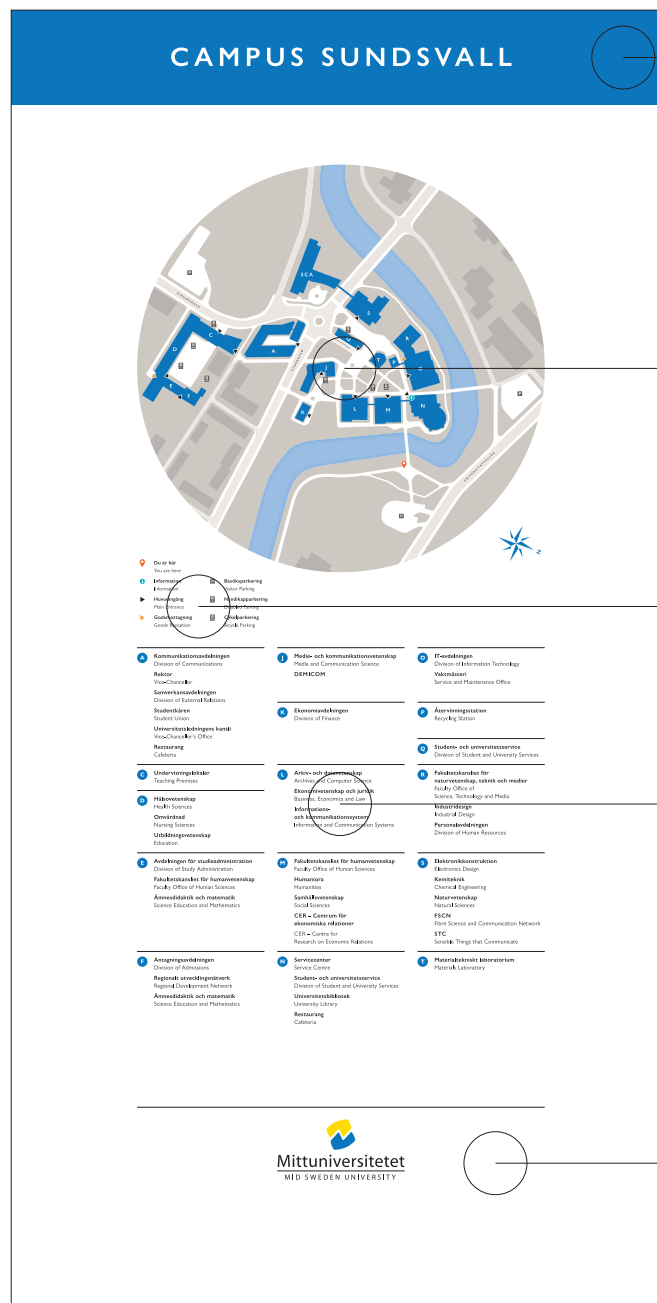 CAMPUS SUNDSVALL
SCA
S
R
C
D
A
T
P
J
E
F
K
L
M
N
P
P
P
N
Du är här
You are here
Information
Information
Huvudingång
Main Entrance
Godsmottagning
Goods Reception
Besöksparkering
Visitor Parking
Handikapparkering
Disabled Parking
Cykelparkering
Bicycle Parking
A Kommunikationsavdelningen
Division of Communications
Rektor
Vice-Chancellor
Samverkansavdelningen
Division of External Relations
Studentkåren
Student Union
Universitetsledningens kansli
Vice-Chancellor's Office
Restaurang
Cafeteria
C Undervisningslokaler
Teaching Premises
D Hälsovetenskap
Health Sciences
Omvårdnad
Nursing Sciences
Utbildningsvetenskap
Education
E Avdelningen för studieadministration
Division of Study Administration
Fakultetskansliet för humanvetenskap
Faculty Office of Human Sciences
Ämnesdidaktik och matematik
Science Education and Mathematics
F Antagningsavdelningen
Division of Admissions
Regionalt utvecklingsnätverk
Regional Development Network
Ämnesdidaktik och matematik
Science Education and Mathematics
J Medie- och kommunikationsvetenskap
Media and Communication Science
DEMICOM
K Ekonomiavdelningen
Division of Finance
L Arkiv- och datavetenskap
Archives and Computer Science
Ekonomivetenskap och juridik
Business, Economics and Law
Informations-
och kommunikationssystem
Information and Communication Systems
M Fakultetskansliet för humanvetenskap
Faculty Office of Human Sciences
Humaniora
Humanities
Samhällsvetenskap
Social Sciences
CER – Centrum för
ekonomiska relationer
CER – Centre for
Research on Economic Relations
N Servicecenter
Service Centre
Student- och universitetsservice
Division of Student and University Services
Universitetsbibliotek
University Library
Restaurang
Cafeteria
O IT-avdelningen
Division of Information Technology
Vaktmästeri
Service and Maintenance Office
P Återvinningsstation
Recycling Station
Q Student- och universitetsservice
Division of Student and University Services
R Fakultetskansliet för
naturvetenskap, teknik och medier
Faculty Office of
Science, Technology and Media
Industridesign
Industrial Design
Personalavdelningen
Division of Human Resources
S Elektronikkonstruktion
Electronics Design
Kemiteknik
Chemical Engineering
Naturvetenskap
Natural Sciences
FSCN
Fibre Science and Communication Network
STC
Sensible Things that Communicate
T Materialtekniskt laboratorium
Materials Laboratory
Mittuniversitetet
MID SWEDEN UNIVERSITY